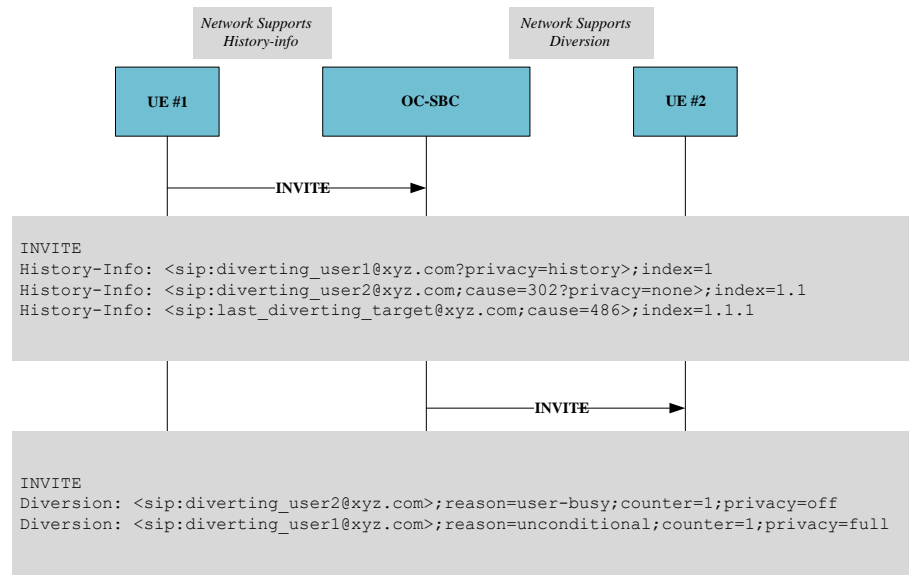 Network Supports
History-info
Network Supports
Diversion
UE #1
OC-SBC
UE #2
INVITE
INVITE
History-Info: <sip:diverting_user1@xyz.com?privacy=history>;index=1
History-Info: <sip:diverting_user2@xyz.com;cause=302?privacy=none>;index=1.1
History-Info: <sip:last_diverting_target@xyz.com;cause=486>;index=1.1.1
INVITE
INVITE
Diversion: <sip:diverting_user2@xyz.com>;reason=user-busy;counter=1;privacy=off
Diversion: <sip:diverting_user1@xyz.com>;reason=unconditional;counter=1;privacy=full